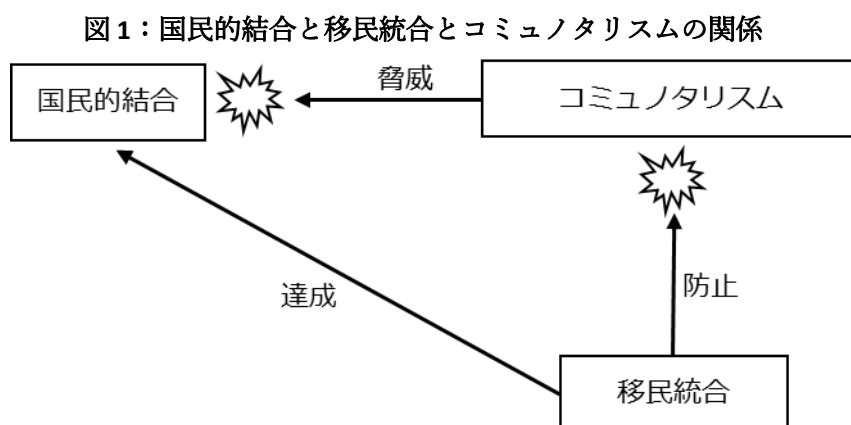 図1：国民的結合と移民統合とコミュノタリスムの関係
国民的結合
脅威
コミュノタリスム
達成
防止
移民統合